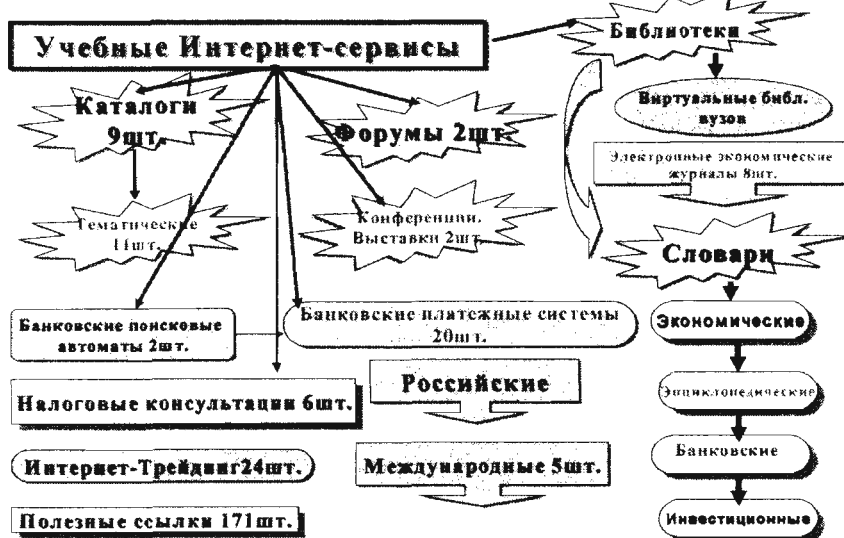 Учебные Интернет-сервисы
Библиотеки
Каталоги
9шт.
Форумы 2шт.
Виртуальные библ.
вузов
Электронные экономические
журналы 8шт.
Тематические
11шт.
Конференции.
Выставки 2шт.
Словари
Банковские поисковые
автоматы 2шт.
Банковские платежные системы
20шт.
Экономические
Налоговые консультации 6шт.
Российские
Энциклопедические
Интернет-Трейдинг24шт.
Международные 5шт.
Банковские
Полезные ссылки 171шт.
Инвестиционные